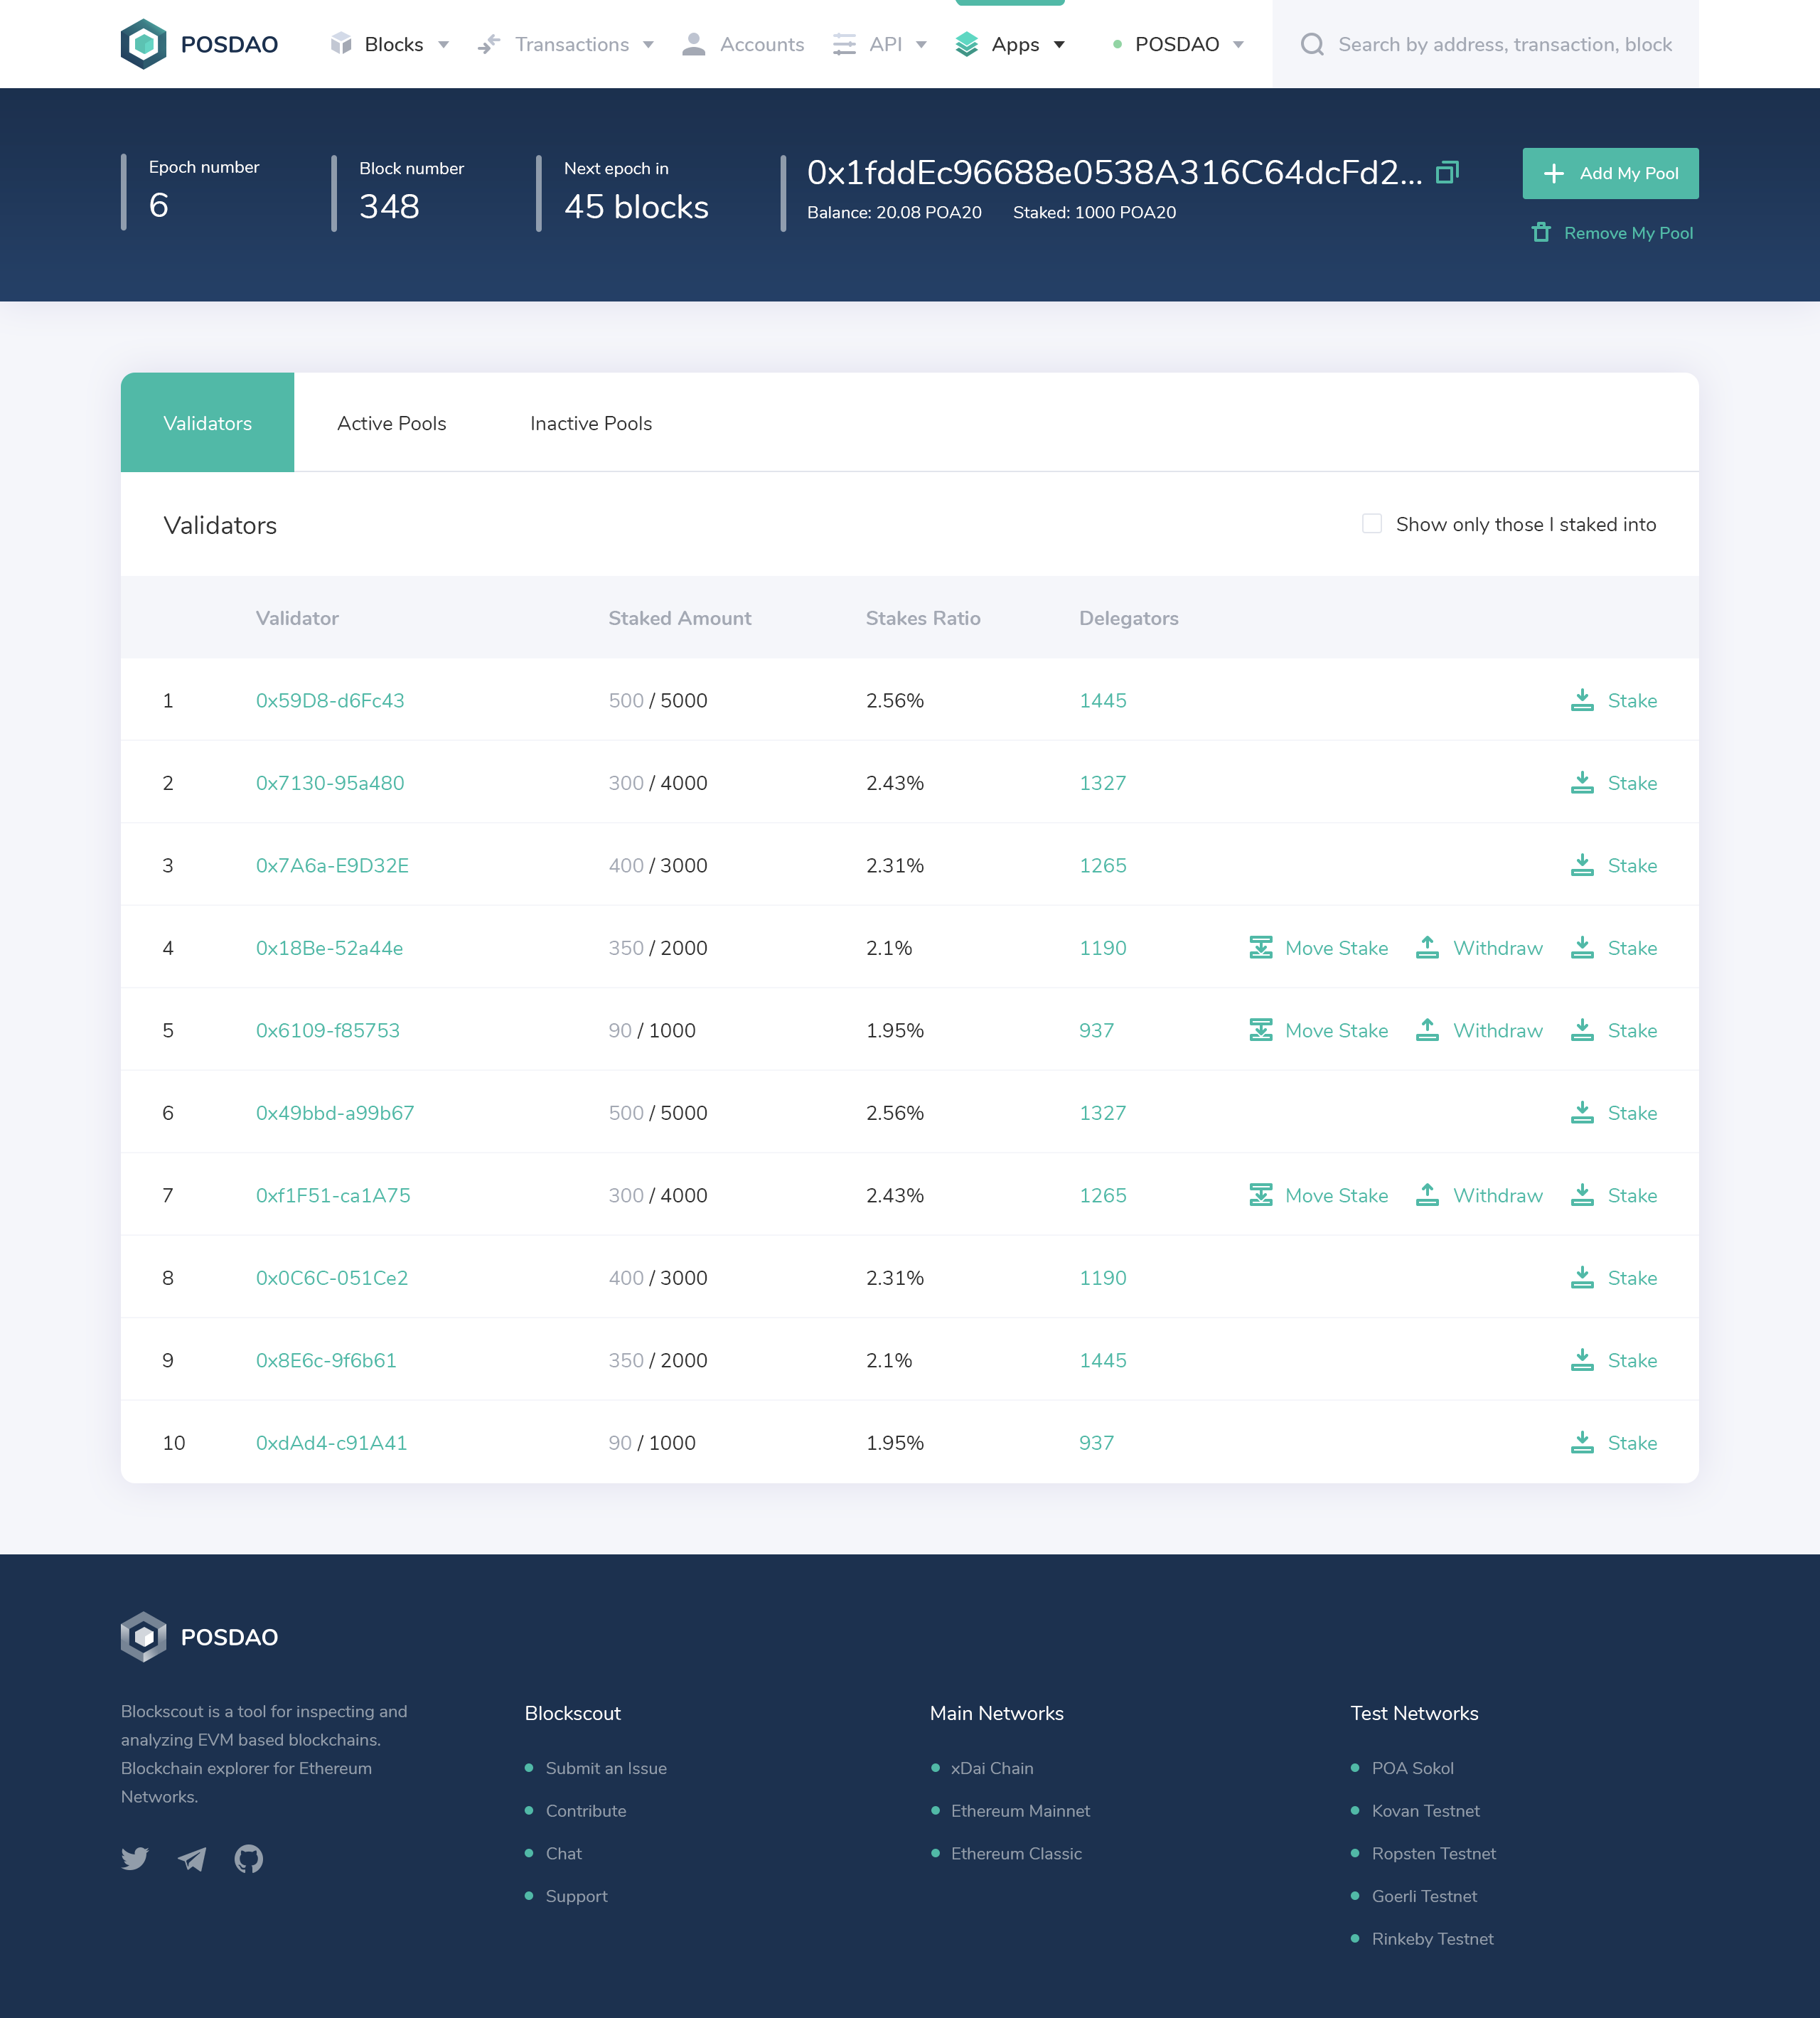 POSDAO Blocks Transactions Accounts API Apps POSDAO Search by address, transaction, block
Epoch number
6
Block number
348
Next epoch in
45 blocks
0x1fddEc96688e0538A316C64dcFd2...
Balance: 20.08 POA20 Staked: 1000 POA20
Add My Pool
Remove My Pool
Validators Active Pools Inactive Pools
Validators Show only those I staked into
Validator Staked Amount Stakes Ratio Delegators
1 0x59D8-d6Fc43 500 / 5000 2.56% 1445 Stake
2 0x7130-95a480 300 / 4000 2.43% 1327 Stake
3 0x7A6a-E9D32E 400 / 3000 2.31% 1265 Stake
4 0x18Be-52a44e 350 / 2000 2.1% 1190 Move Stake Withdraw Stake
5 0x6109-f85753 90 / 1000 1.95% 937 Move Stake Withdraw Stake
6 0x49bbd-a99b67 500 / 5000 2.56% 1327 Stake
7 0xf1F51-ca1A75 300 / 4000 2.43% 1265 Move Stake Withdraw Stake
8 0x0C6C-051Ce2 400 / 3000 2.31% 1190 Stake
9 0x8E6c-9f6b61 350 / 2000 2.1% 1445 Stake
10 0xdAd4-c91A41 90 / 1000 1.95% 937 Stake
POSDAO
Blockscout is a tool for inspecting and
analyzing EVM based blockchains.
Blockchain explorer for Ethereum
Networks.
Blockscout
Submit an Issue
Contribute
Chat
Support
Main Networks
xDai Chain
Ethereum Mainnet
Ethereum Classic
Test Networks
POA Sokol
Kovan Testnet
Ropsten Testnet
Goerli Testnet
Rinkeby Testnet